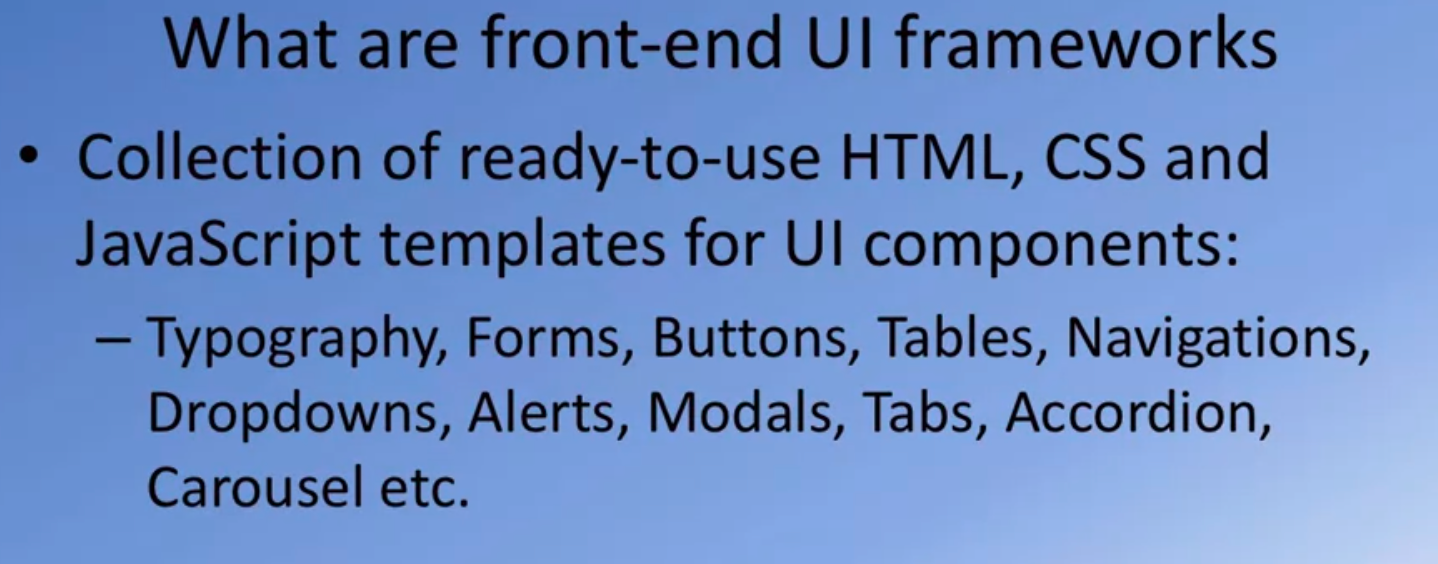 What are front-end UI frameworks
• Collection of ready-to-use HTML, CSS and
JavaScript templates for UI components:
– Typography, Forms, Buttons, Tables, Navigations,
Dropdowns, Alerts, Modals, Tabs, Accordion,
Carousel etc.